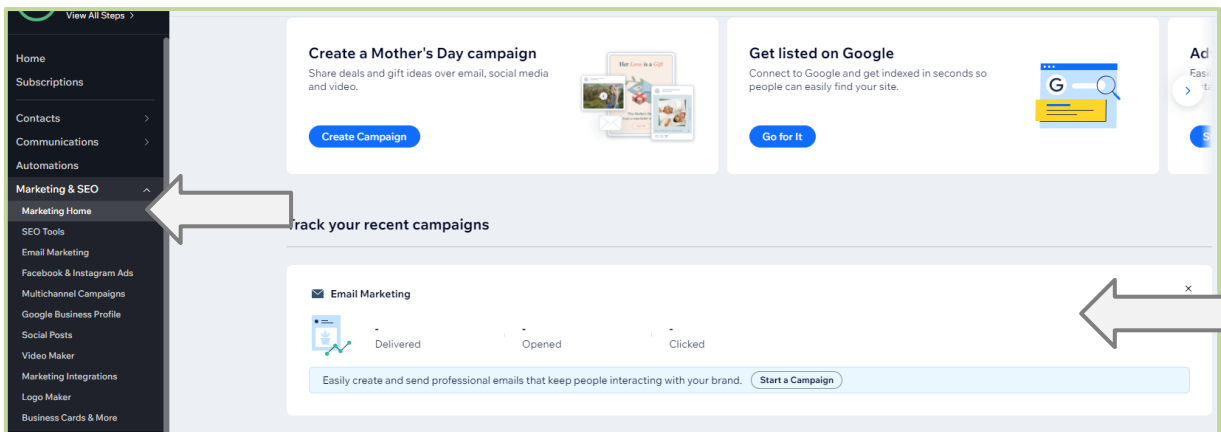 View All Steps >
Home
Subscriptions
Contacts
Communications
Automations
Marketing & SEO
Marketing Home
SEO Tools
Email Marketing
Facebook & Instagram Ads
Multichannel Campaigns
Google Business Profile
Social Posts
Video Maker
Marketing Integrations
Logo Maker
Business Cards & More
Create a Mother's Day campaign
Share deals and gift ideas over email, social media
and video.
Create Campaign
Her Love is a Gift
Get listed on Google
Connect to Google and get indexed in seconds so
people can easily find your site.
Go for It
G
Track your recent campaigns
Email Marketing
-
Delivered
-
Opened
-
Clicked
Easily create and send professional emails that keep people interacting with your brand.
Start a Campaign